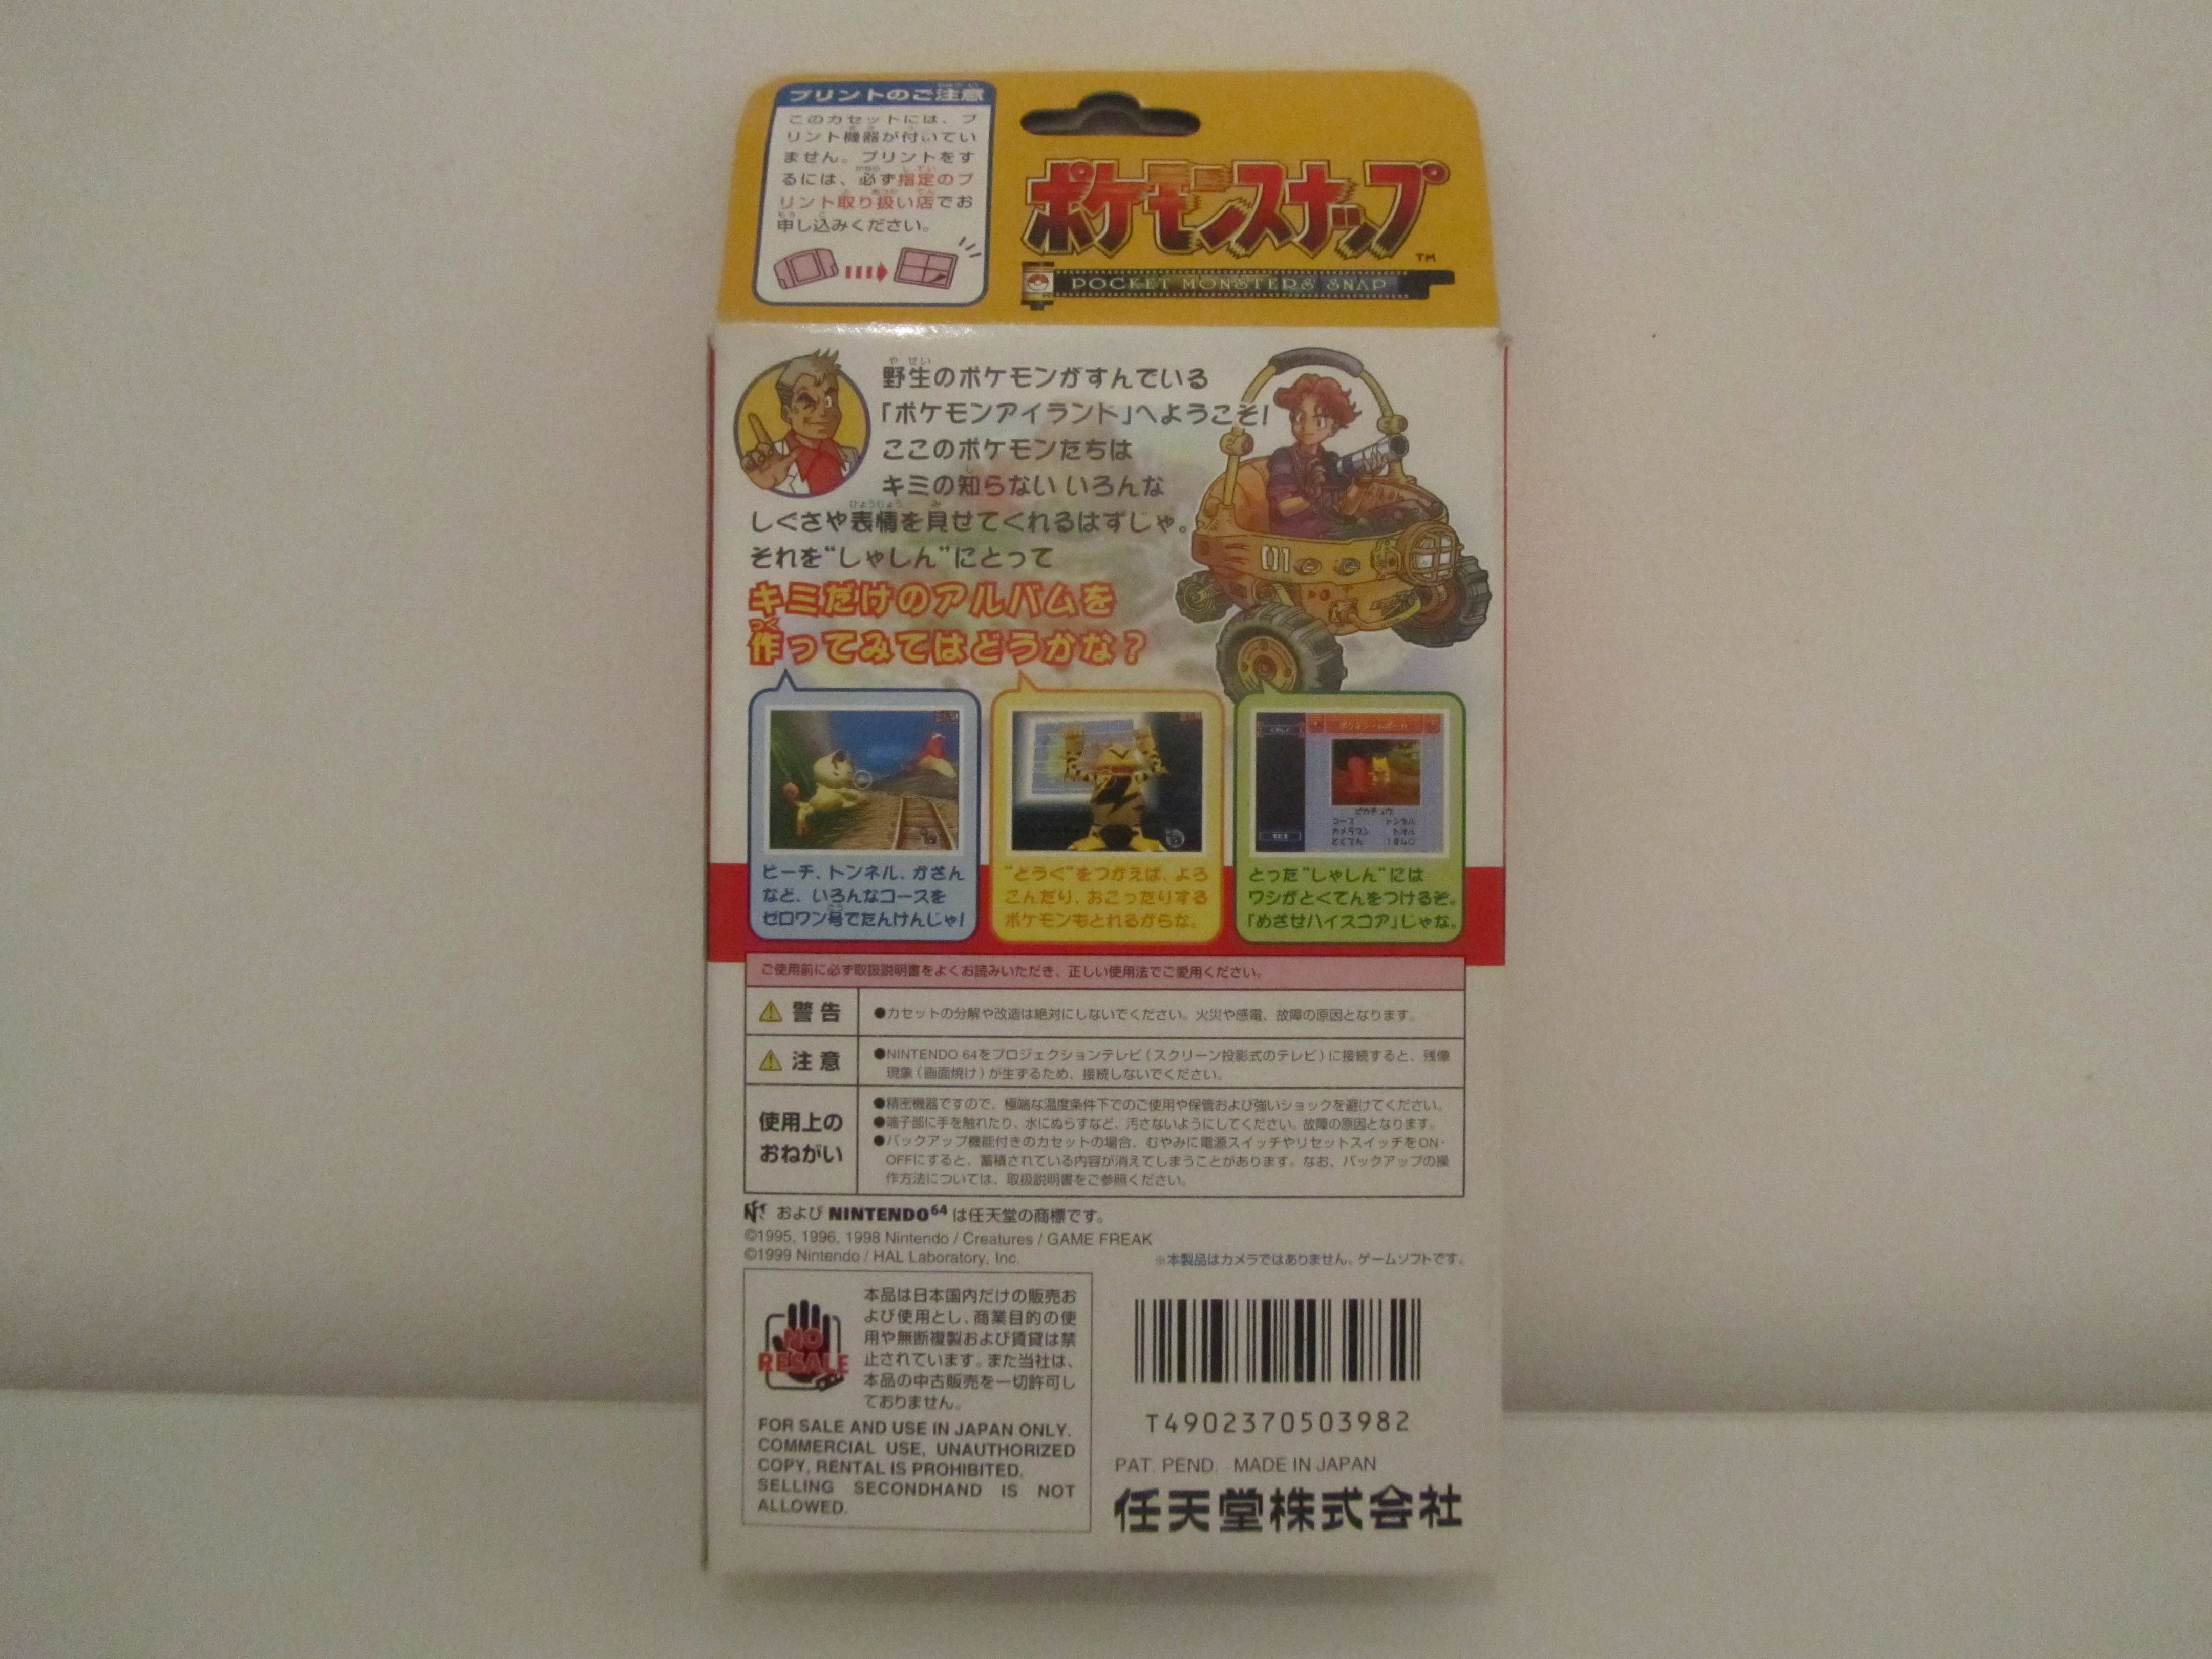 プリントのご注意
このカセットには、プ
リント機器が付いてい
ません。プリントをす
るには、必ず指定のプ
リント取り扱い店でお
申し込みください。
ポケモンスナップ
TM
POCKET MONSTERS SNAP
野生のポケモンがすんでいる
「ポケモンアイランド」へようこそ!
ここのポケモンたちは
キミの知らない いろんな
しぐさや表情を見せてくれるはずじゃ。
それを“しゃしん”にとって
キミだけのアルバムを
作ってみてはどうかな？
01
ピカチュウ
コース トンネル
カメラマン トオル
とくてん
ビーチ、トンネル、かざん
など、いろんなコースを
ゼロワン号でたんけんじゃ!
“どうぐ”をつかえば、よろ
こんだり、おこったりする
ポケモンもとれるからな。
とった“しゃしん”には
ワシがとくてんをつけるぞ。
「めざせハイスコア」じゃな。
ご使用前に必ず取扱説明書をよくお読みいただき、正しい使用法でご愛用ください。
警告
●カセットの分解や改造は絶対にしないでください。火災や感電、故障の原因となります。
注意
●NINTENDO 64をプロジェクションテレビ（スクリーン投影式のテレビ）に接続すると、残像
現象（画面焼け）が生ずるため、接続しないでください。
使用上の
おねがい
●精密機器ですので、極端な温度条件下でのご使用や保管および強いショックを避けてください。
●端子部に手を触れたり、水にぬらすなど、汚さないようにしてください。故障の原因となります。
●バックアップ機能付きのカセットの場合、むやみに電源スイッチやリセットスイッチをON・
OFFにすると、蓄積されている内容が消えてしまうことがあります。なお、バックアップの操
作方法については、取扱説明書をご参照ください。
および NINTENDO64 は任天堂の商標です。
©1995, 1996, 1998 Nintendo / Creatures / GAME FREAK
©1999 Nintendo / HAL Laboratory, Inc.
※本製品はカメラではありません。ゲームソフトです。
NO
RESALE
本品は日本国内だけの販売お
よび使用とし、商業目的の使
用や無断複製および賃貸は禁
止されています。また当社は、
本品の中古販売を一切許可し
ておりません。
FOR SALE AND USE IN JAPAN ONLY.
COMMERCIAL USE, UNAUTHORIZED
COPY, RENTAL IS PROHIBITED.
SELLING SECONDHAND IS NOT
ALLOWED.
T4902370503982
PAT. PEND. MADE IN JAPAN
任天堂株式会社